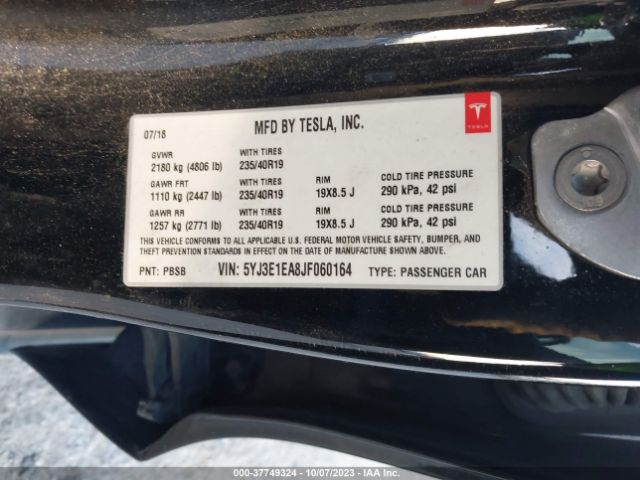 07/18 MFD BY TESLA, INC.
TESLA
GVWR WITH TIRES
2180 kg (4806 lb) 235/40R19
GAWR FRT WITH TIRES RIM COLD TIRE PRESSURE
1110 kg (2447 lb) 235/40R19 19X8.5 J 290 kPa, 42 psi
GAWR RR WITH TIRES RIM COLD TIRE PRESSURE
1257 kg (2771 lb) 235/40R19 19X8.5 J 290 kPa, 42 psi
THIS VEHICLE CONFORMS TO ALL APPLICABLE U.S. FEDERAL MOTOR VEHICLE SAFETY, BUMPER, AND
THEFT PREVENTION STANDARDS IN EFFECT ON THE DATE OF MANUFACTURE SHOWN ABOVE.
PNT: PBSB VIN: 5YJ3E1EA8JF060164 TYPE: PASSENGER CAR
000-37749324 | 10/07/2023 | IAA Inc.